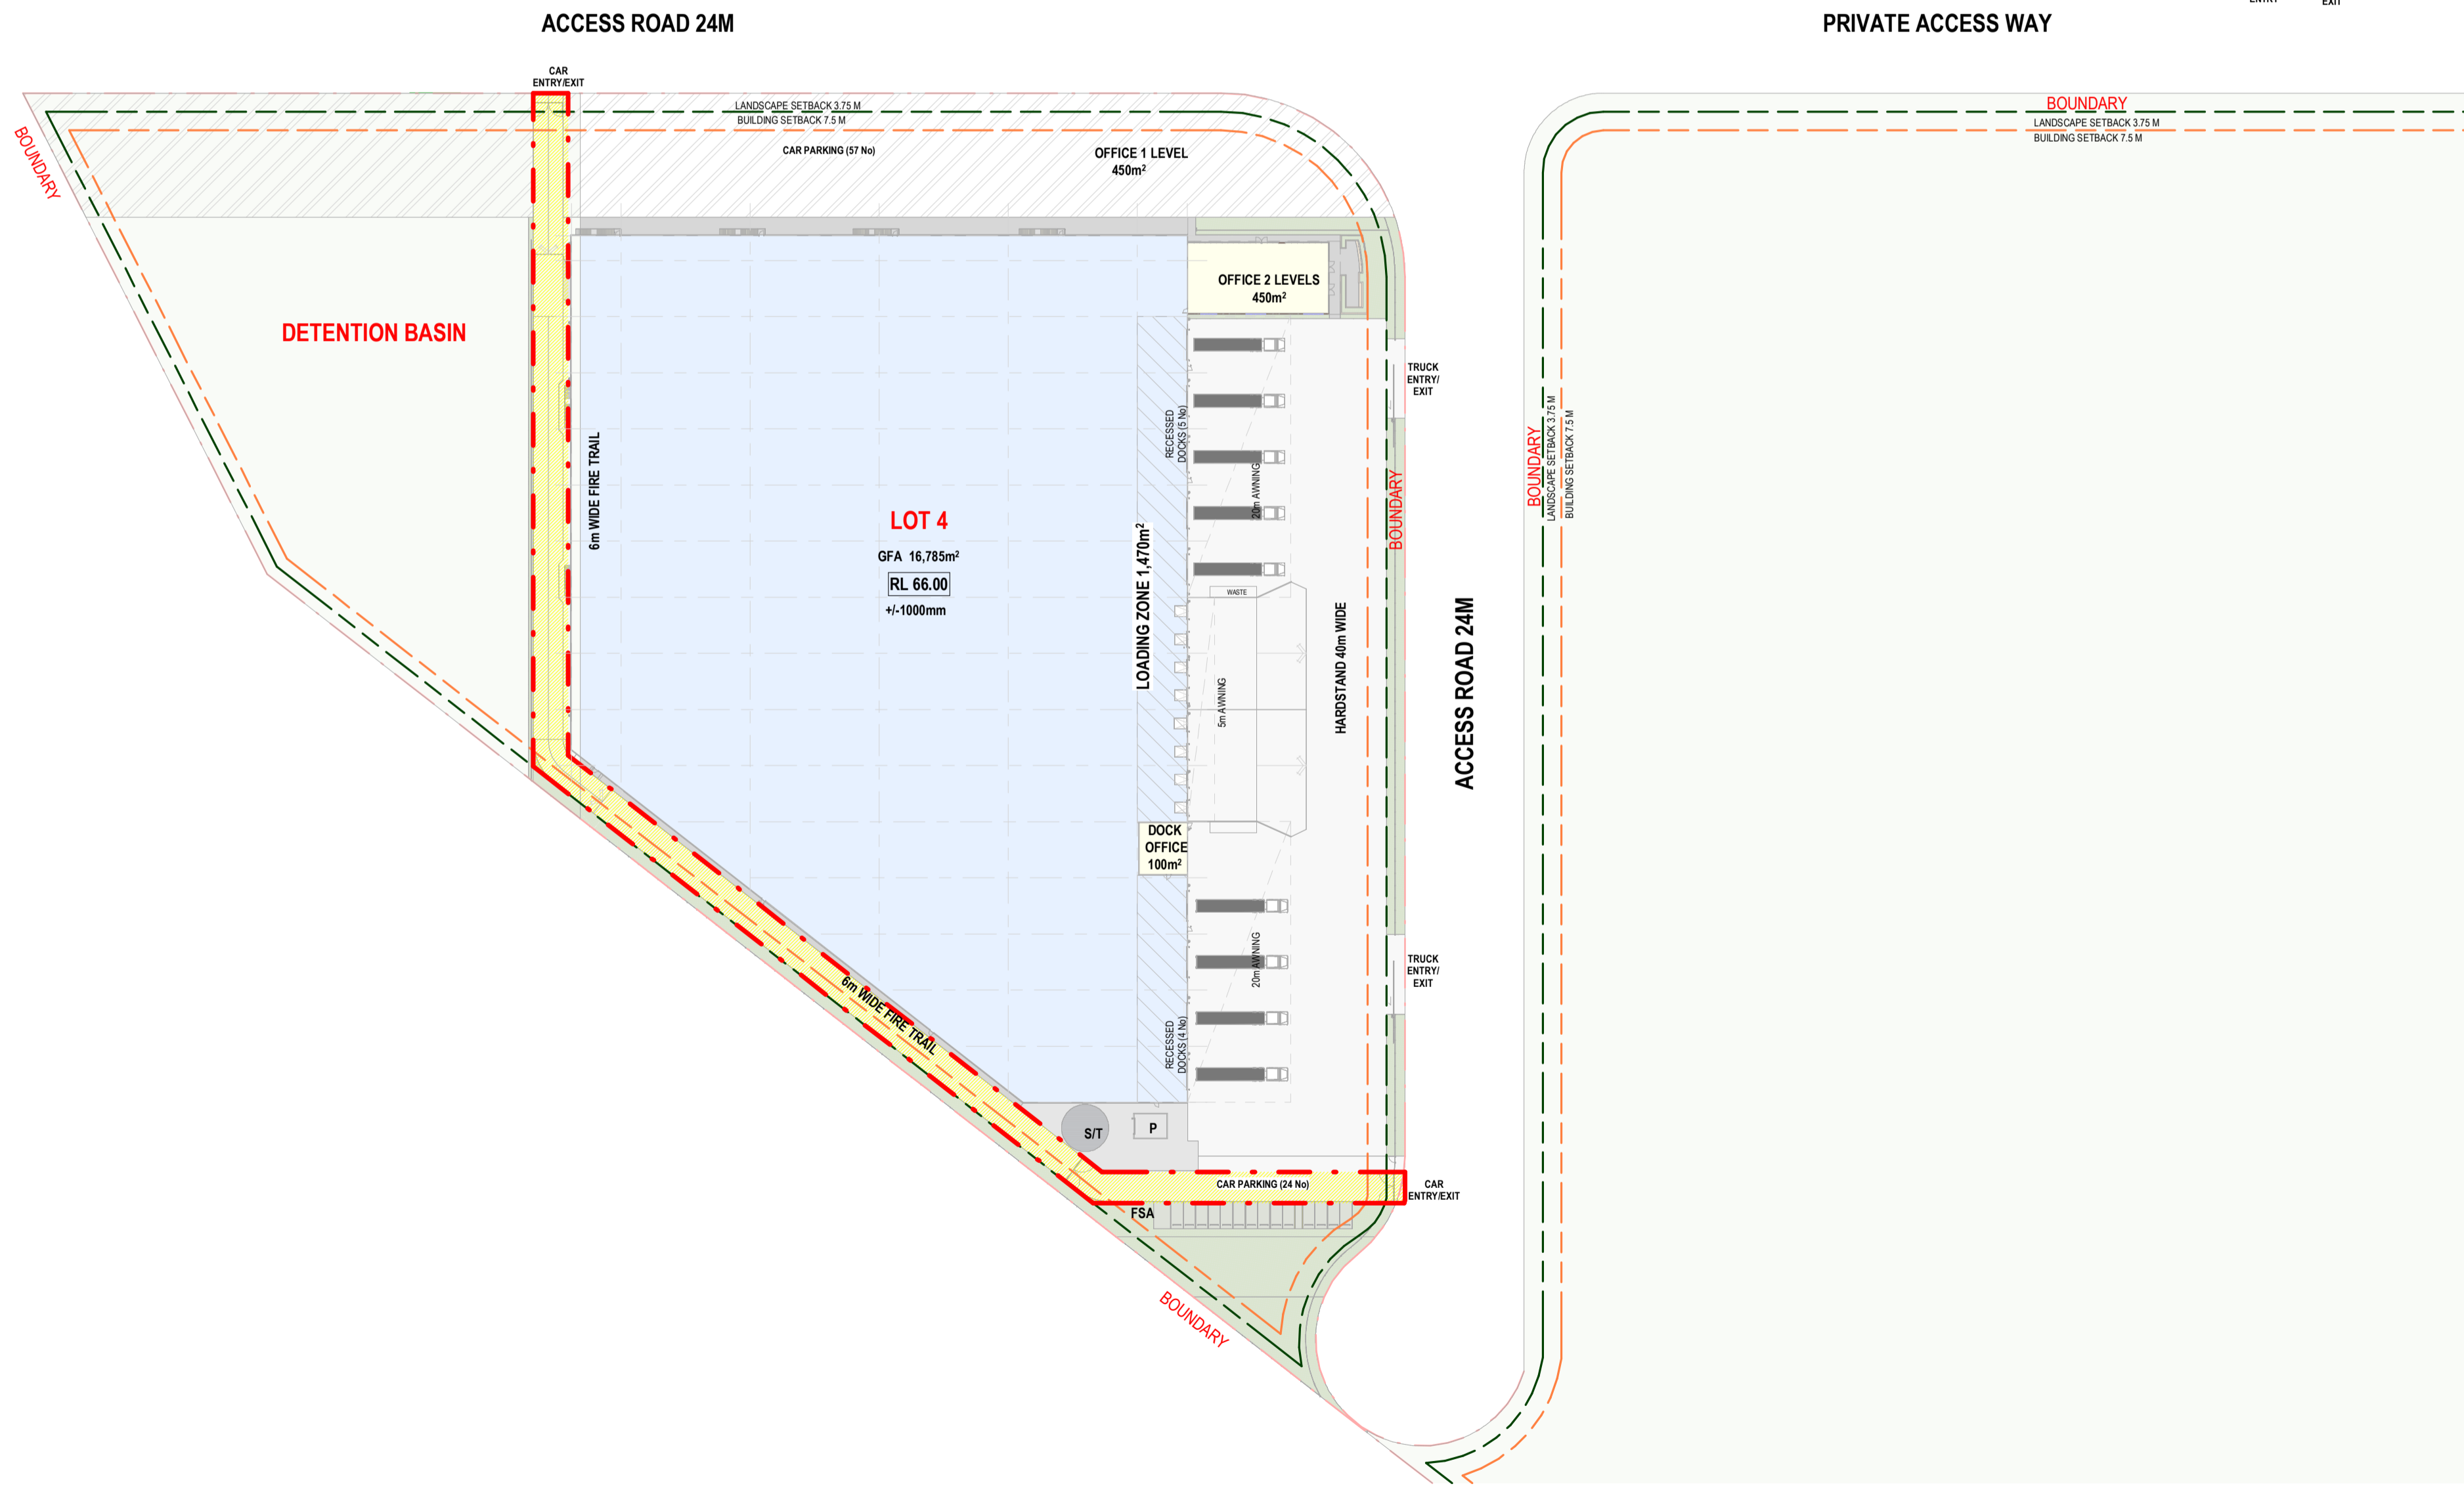 ENTRY
EXIT
ACCESS ROAD 24M
PRIVATE ACCESS WAY
CAR
ENTRY/EXIT
LANDSCAPE SETBACK 3.75 M
BUILDING SETBACK 7.5 M
BOUNDARY
LANDSCAPE SETBACK 3.75 M
BUILDING SETBACK 7.5 M
BOUNDARY
CAR PARKING (57 No)
OFFICE 1 LEVEL
450m²
OFFICE 2 LEVELS
450m²
DETENTION BASIN
TRUCK
ENTRY/
EXIT
6m WIDE FIRE TRAIL
RECESSED
DOCKS (5 No)
20m AWNING
BOUNDARY
BOUNDARY
LANDSCAPE SETBACK 3.75 M
BUILDING SETBACK 7.5 M
LOT 4
GFA 16,785m²
RL 66.00
+/-1000mm
LOADING ZONE 1,470m²
WASTE
5m AWNING
HARDSTAND 40m WIDE
ACCESS ROAD 24M
DOCK
OFFICE
100m²
20m AWNING
TRUCK
ENTRY/
EXIT
6m WIDE FIRE TRAIL
RECESSED
DOCKS (4 No)
S/T
P
CAR PARKING (24 No)
CAR
ENTRY/EXIT
FSA
BOUNDARY